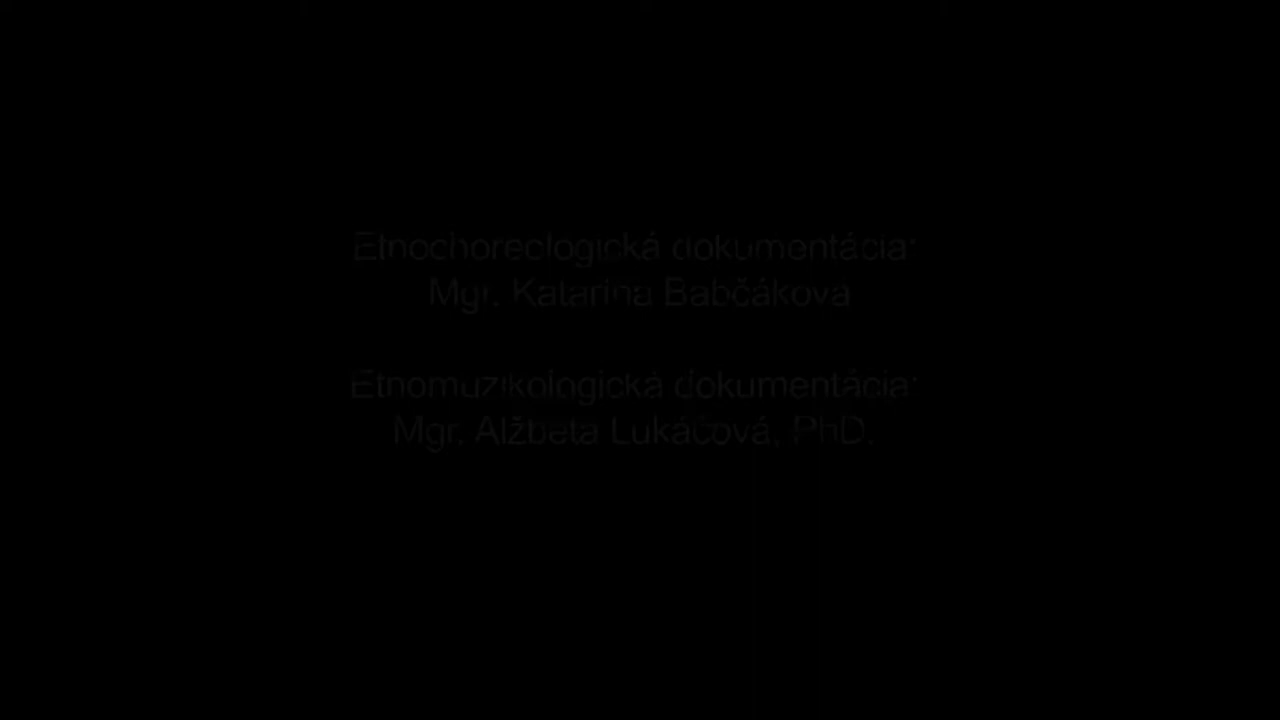 Etnochoreologická dokumentácia:
Mgr. Katarína Babčáková
Etnomuzikologická dokumentácia:
Mgr. Alžbeta Lukáčová, PhD.